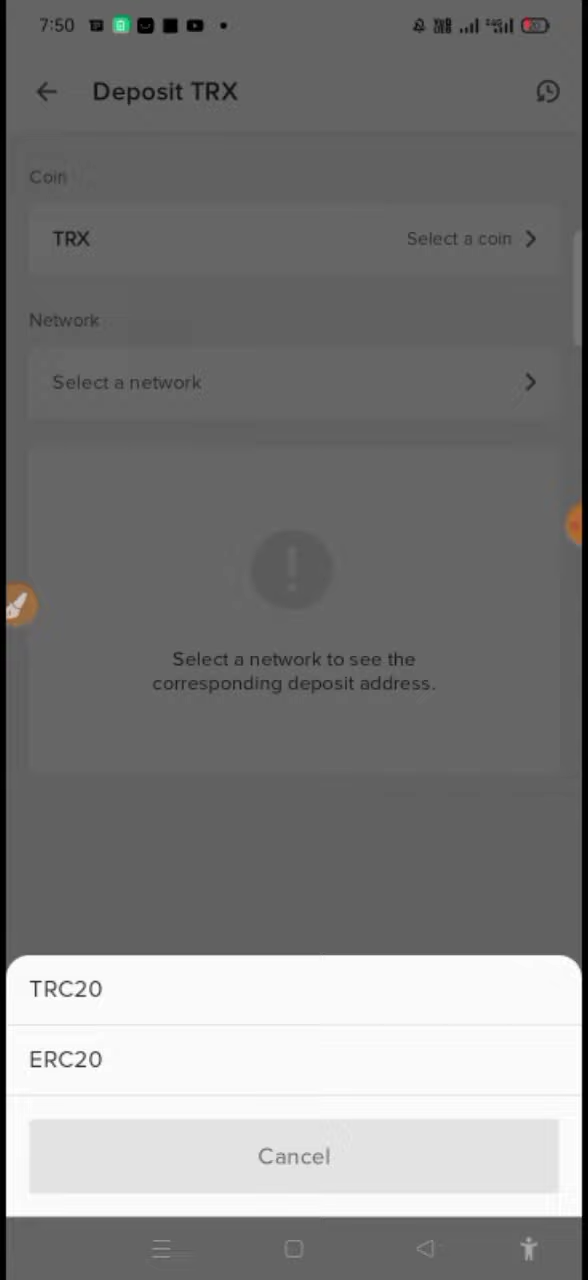 7:50
Deposit TRX
Coin
TRX
Select a coin
Network
Select a network
Select a network to see the
corresponding deposit address.
TRC20
ERC20
Cancel